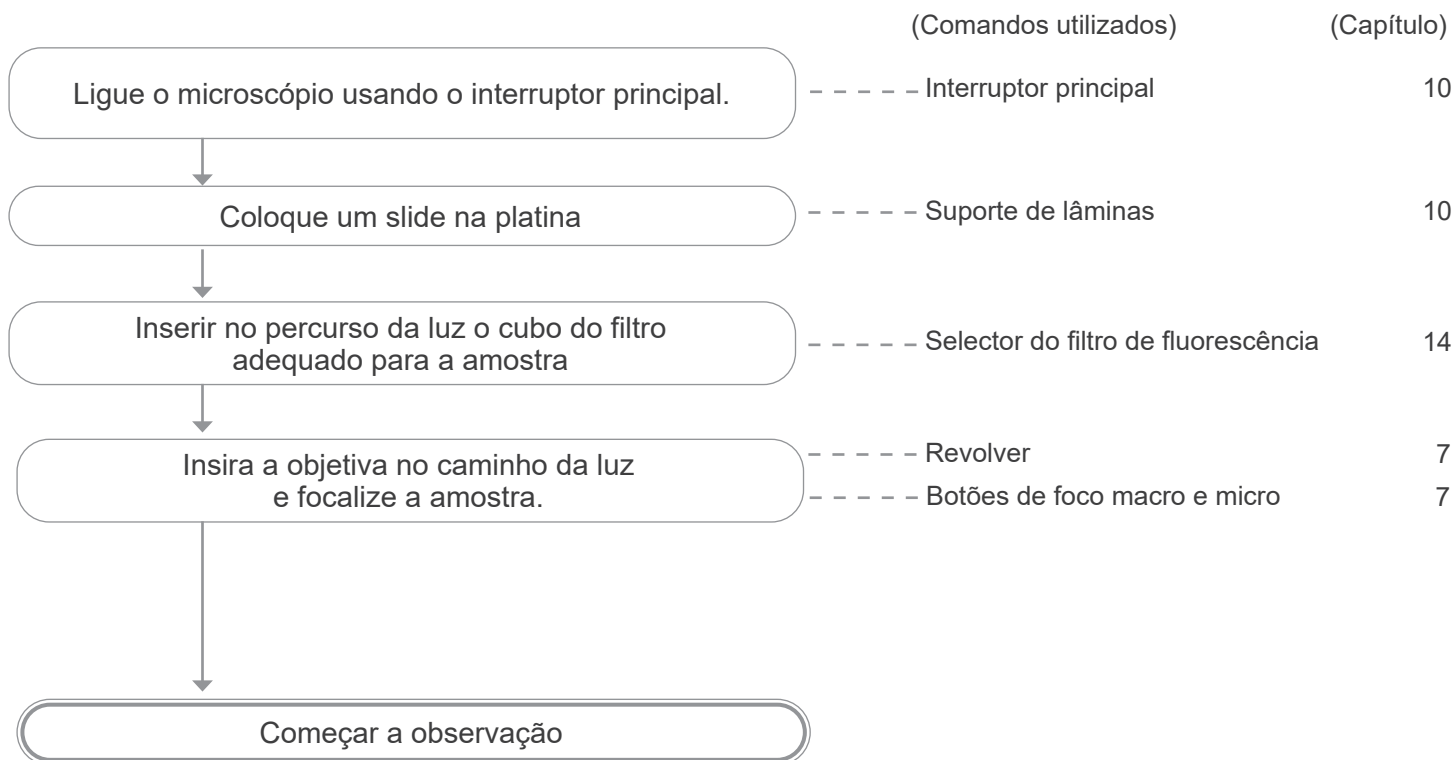 (Comandos utilizados) (Capítulo)
Ligue o microscópio usando o interruptor principal. Interruptor principal 10
Coloque um slide na platina Suporte de lâminas 10
Inserir no percurso da luz o cubo do filtro
adequado para a amostra
Selector do filtro de fluorescência 14
Insira a objetiva no caminho da luz
e focalize a amostra.
Revolver 7
Botões de foco macro e micro 7
Começar a observação